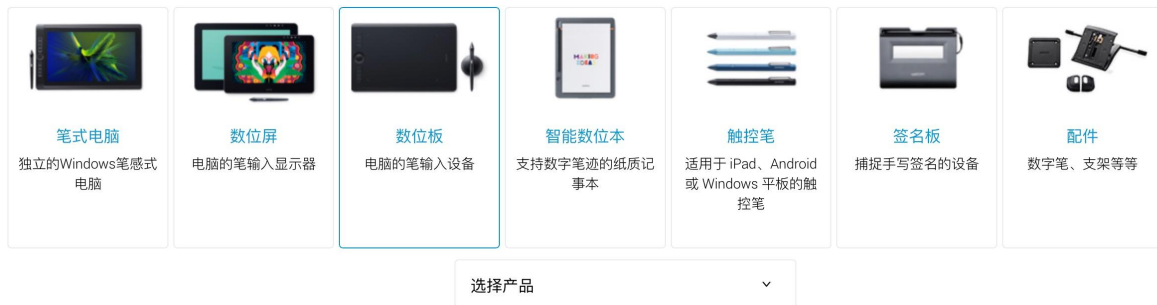 笔式电脑
独立的Windows笔感式
电脑
数位屏
电脑的笔输入显示器
数位板
电脑的笔输入设备
智能数位本
支持数字笔迹的纸质记
事本
触控笔
适用于 iPad、Android
或 Windows 平板的触
控笔
签名板
捕捉手写签名的设备
配件
数字笔、支架等等
选择产品